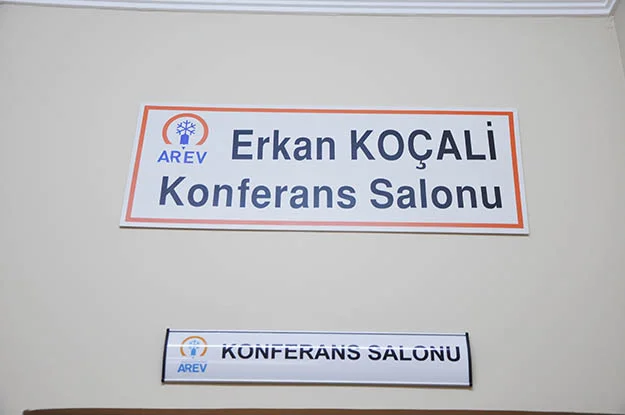 AREV
Erkan KOÇALİ
Konferans Salonu
AREV
KONFERANS SALONU